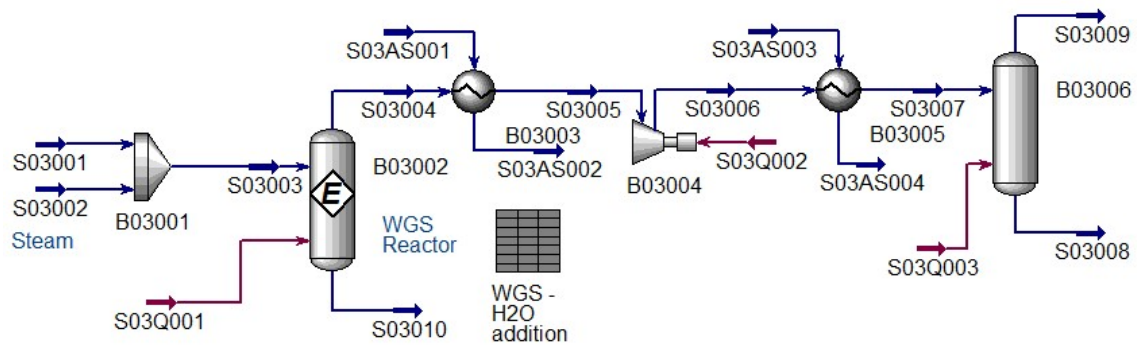 S03AS001
S03AS003
S03009
S03004
S03005
S03006
S03007
B03006
S03001
S03003
B03003
B03005
S03AS002
S03Q002
S03AS004
B03002
B03004
S03002
B03001
Steam
E
WGS
Reactor
S03Q003
S03008
WGS -
H2O
addition
S03Q001
S03010